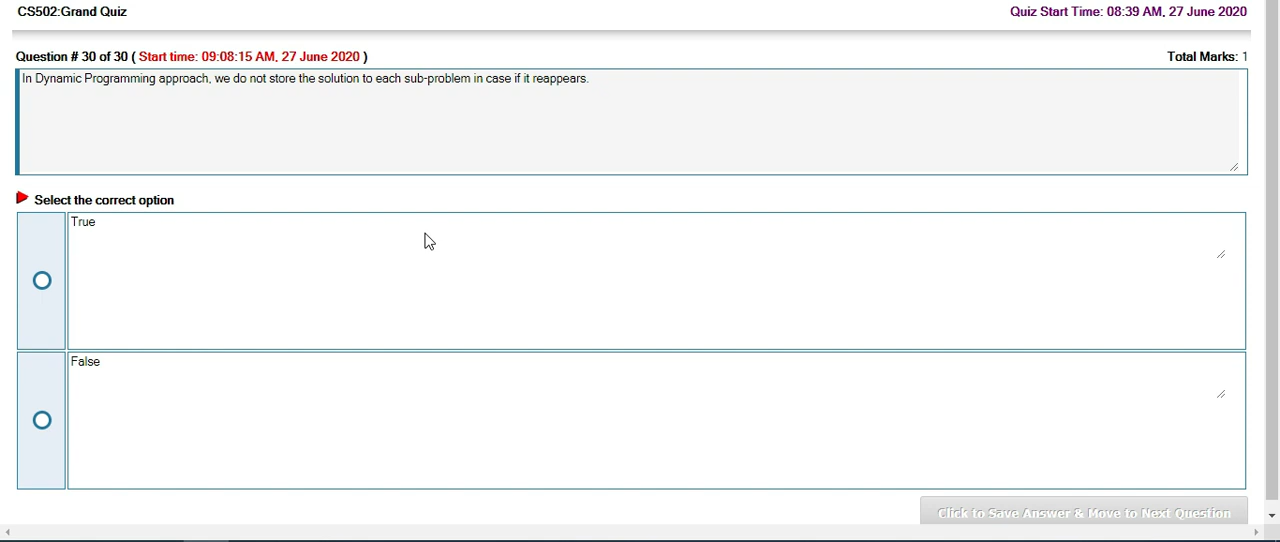 CS502:Grand Quiz
Quiz Start Time: 08:39 AM, 27 June 2020
Question # 30 of 30 ( Start time: 09:08:15 AM, 27 June 2020 )
Total Marks: 1
In Dynamic Programming approach, we do not store the solution to each sub-problem in case if it reappears.
Select the correct option
True
False
Click to Save Answer & Move to Next Question